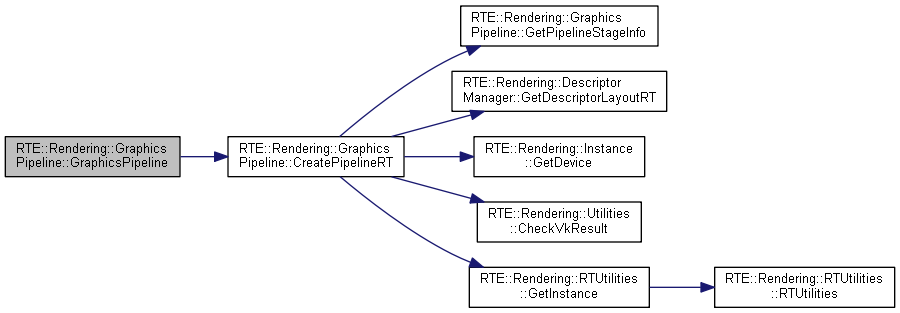 RTE::Rendering::Graphics
Pipeline::GraphicsPipeline
RTE::Rendering::Graphics
Pipeline::CreatePipelineRT
RTE::Rendering::Graphics
Pipeline::GetPipelineStageInfo
RTE::Rendering::Descriptor
Manager::GetDescriptorLayoutRT
RTE::Rendering::Instance
::GetDevice
RTE::Rendering::Utilities
::CheckVkResult
RTE::Rendering::RTUtilities
::GetInstance
RTE::Rendering::RTUtilities
::RTUtilities